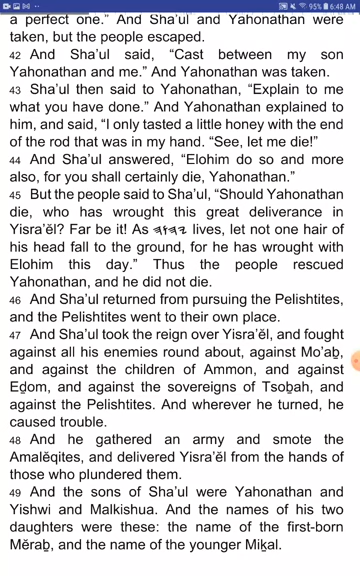 95% 6:48 AM
a perfect one.” And Sha’ul and Yahonathan were
taken, but the people escaped.
42 And Sha’ul said, “Cast between my son
Yahonathan and me.” And Yahonathan was taken.
43 Sha’ul then said to Yahonathan, “Explain to me
what you have done.” And Yahonathan explained to
him, and said, “I only tasted a little honey with the end
of the rod that was in my hand. “See, let me die!”
44 And Sha’ul answered, “Elohim do so and more
also, for you shall certainly die, Yahonathan.”
45 But the people said to Sha’ul, “Should Yahonathan
die, who has wrought this great deliverance in
Yisra’ĕl? Far be it! As 𐤉𐤄𐤅𐤄 lives, let not one hair of
his head fall to the ground, for he has wrought with
Elohim this day.” Thus the people rescued
Yahonathan, and he did not die.
46 And Sha’ul returned from pursuing the Pelishtites,
and the Pelishtites went to their own place.
47 And Sha’ul took the reign over Yisra’ĕl, and fought
against all his enemies round about, against Mo’aḇ,
and against the children of Ammon, and against
Eḏom, and against the sovereigns of Tsoḇah, and
against the Pelishtites. And wherever he turned, he
caused trouble.
48 And he gathered an army and smote the
Amalĕqites, and delivered Yisra’ĕl from the hands of
those who plundered them.
49 And the sons of Sha’ul were Yahonathan and
Yishwi and Malkishua. And the names of his two
daughters were these: the name of the first-born
Mĕraḇ, and the name of the younger Miḵal.